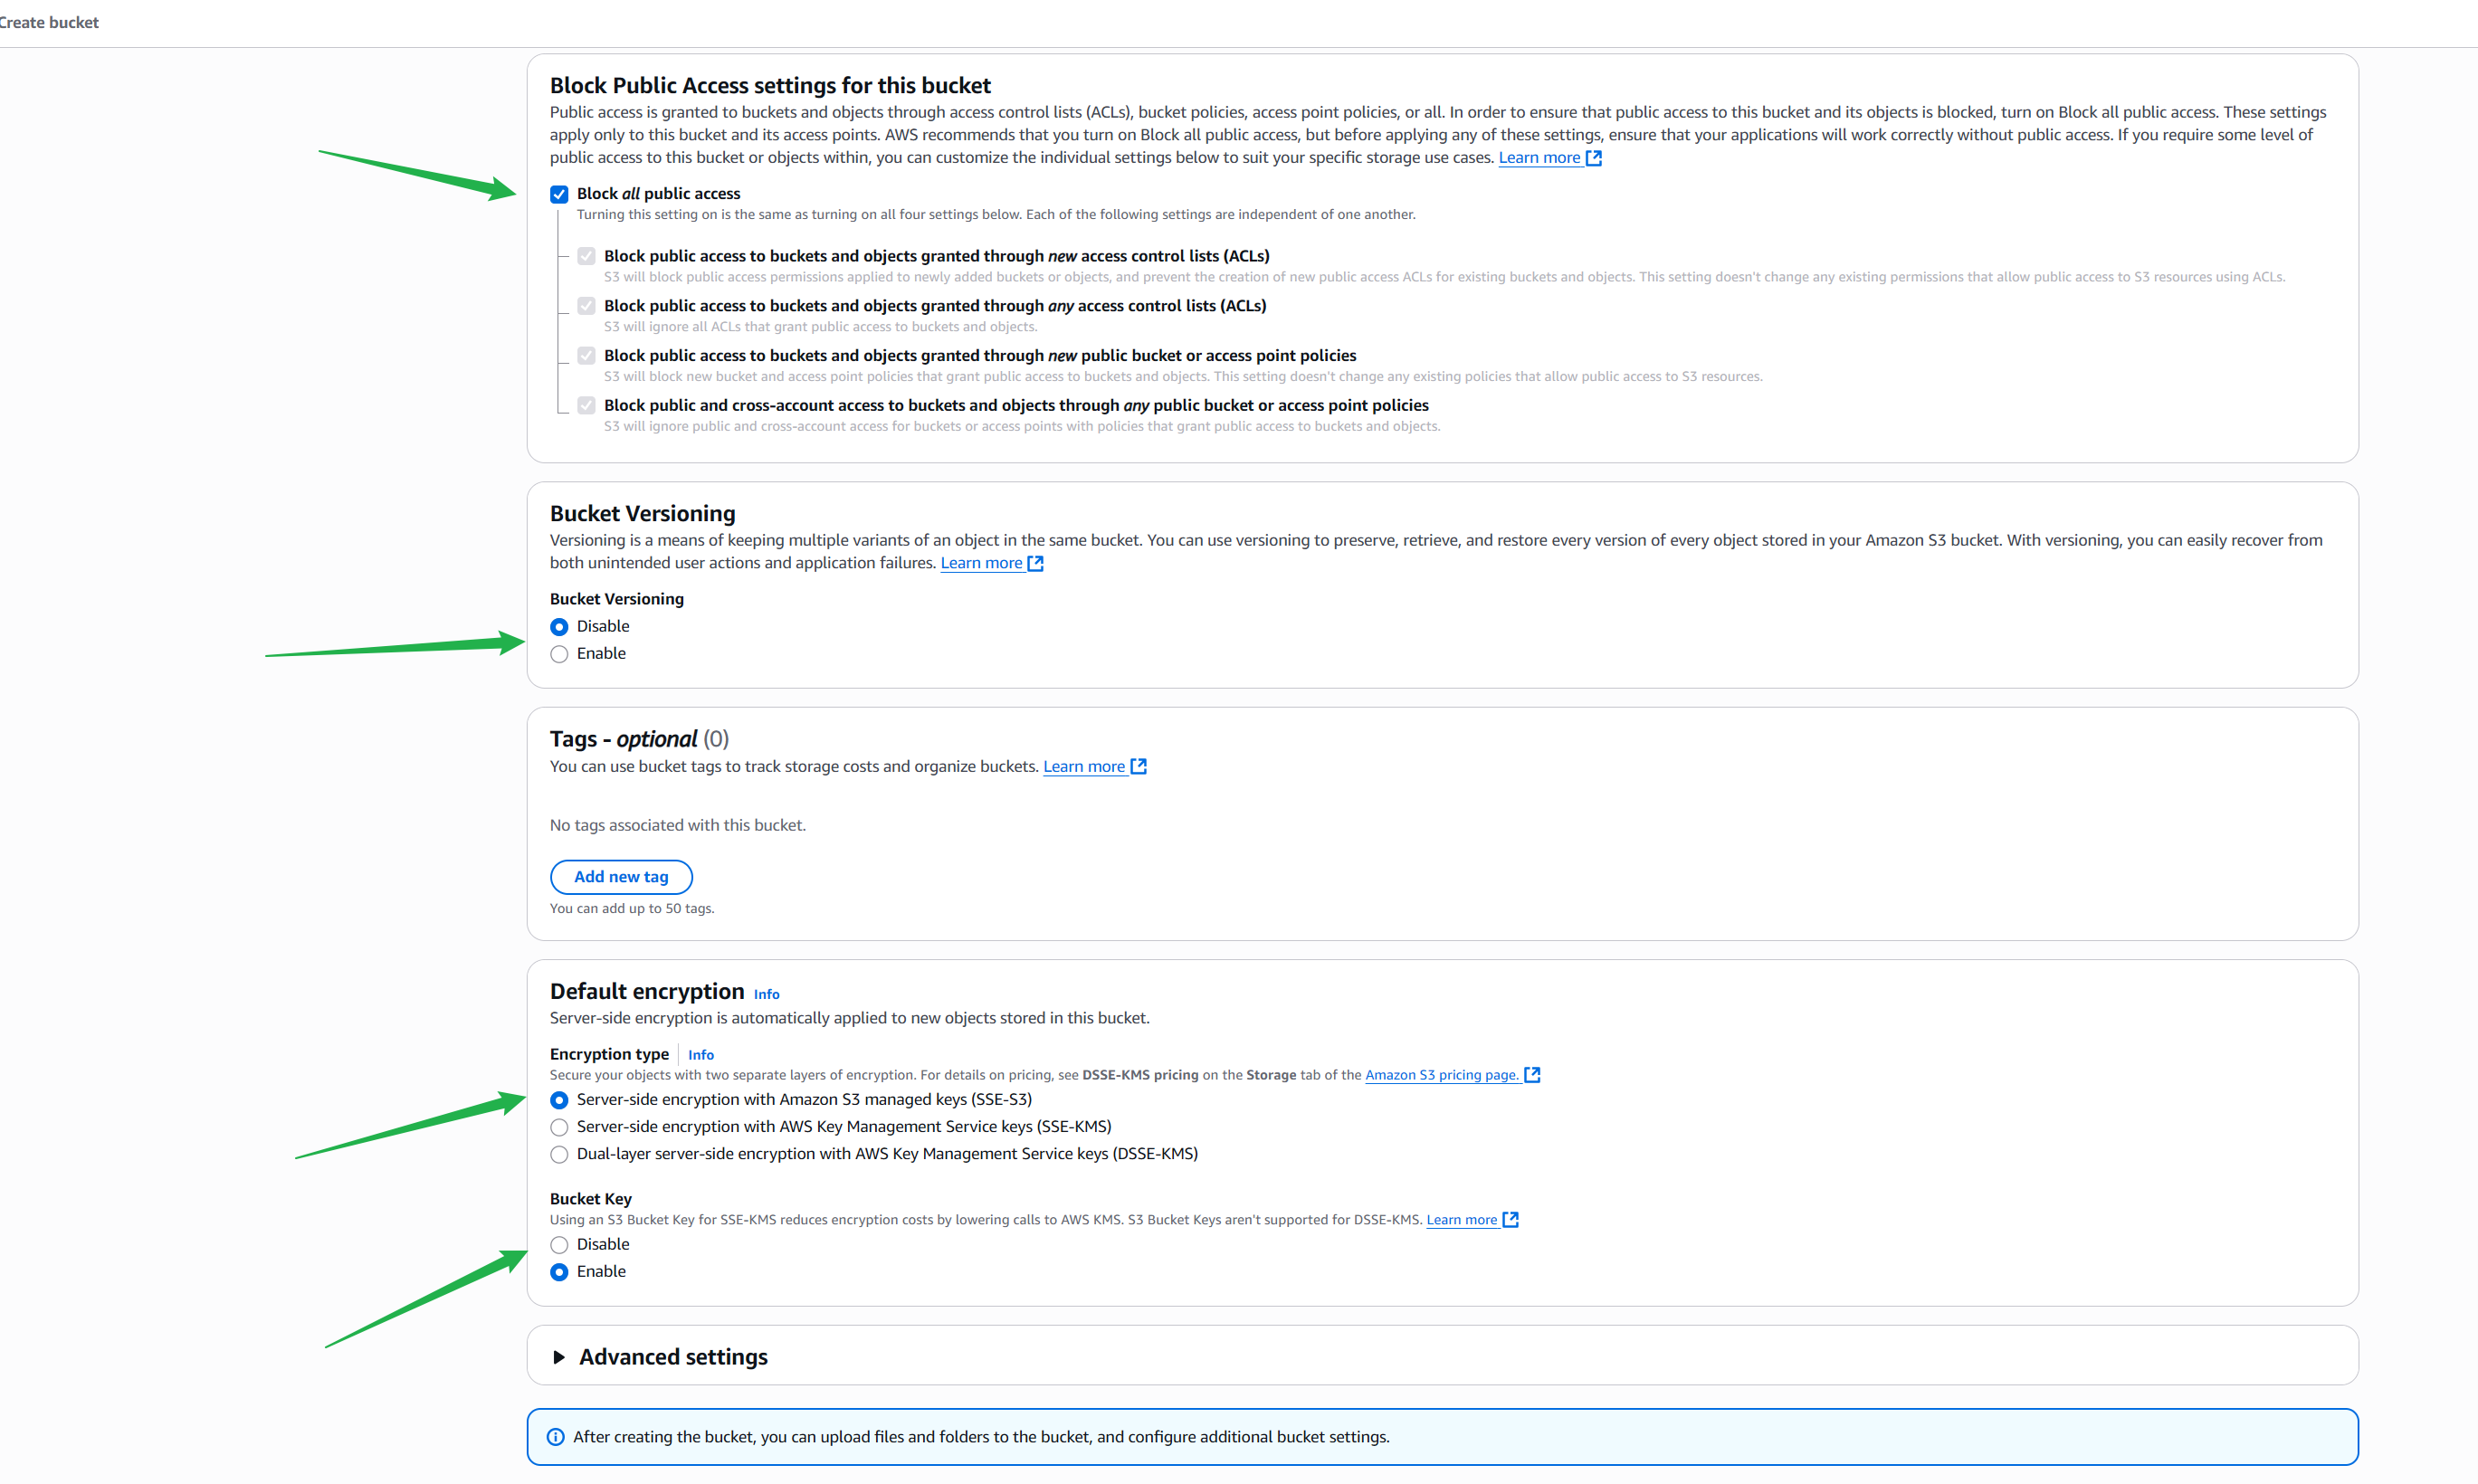 Create bucket
Block Public Access settings for this bucket
Public access is granted to buckets and objects through access control lists (ACLs), bucket policies, access point policies, or all. In order to ensure that public access to this bucket and its objects is blocked, turn on Block all public access. These settings
apply only to this bucket and its access points. AWS recommends that you turn on Block all public access, but before applying any of these settings, ensure that your applications will work correctly without public access. If you require some level of
public access to this bucket or objects within, you can customize the individual settings below to suit your specific storage use cases. Learn more
Block all public access
Turning this setting on is the same as turning on all four settings below. Each of the following settings are independent of one another.
Block public access to buckets and objects granted through new access control lists (ACLs)
S3 will block public access permissions applied to newly added buckets or objects, and prevent the creation of new public access ACLs for existing buckets and objects. This setting doesn't change any existing permissions that allow public access to S3 resources using ACLs.
Block public access to buckets and objects granted through any access control lists (ACLs)
S3 will ignore all ACLs that grant public access to buckets and objects.
Block public access to buckets and objects granted through new public bucket or access point policies
S3 will block new bucket and access point policies that grant public access to buckets and objects. This setting doesn't change any existing policies that allow public access to S3 resources.
Block public and cross-account access to buckets and objects through any public bucket or access point policies
S3 will ignore public and cross-account access for buckets or access points with policies that grant public access to buckets and objects.
Bucket Versioning
Versioning is a means of keeping multiple variants of an object in the same bucket. You can use versioning to preserve, retrieve, and restore every version of every object stored in your Amazon S3 bucket. With versioning, you can easily recover from
both unintended user actions and application failures. Learn more
Bucket Versioning
Disable
Enable
Tags - optional (0)
You can use bucket tags to track storage costs and organize buckets. Learn more
No tags associated with this bucket.
Add new tag
You can add up to 50 tags.
Default encryption Info
Server-side encryption is automatically applied to new objects stored in this bucket.
Encryption type Info
Secure your objects with two separate layers of encryption. For details on pricing, see DSSE-KMS pricing on the Storage tab of the Amazon S3 pricing page.
Server-side encryption with Amazon S3 managed keys (SSE-S3)
Server-side encryption with AWS Key Management Service keys (SSE-KMS)
Dual-layer server-side encryption with AWS Key Management Service keys (DSSE-KMS)
Bucket Key
Using an S3 Bucket Key for SSE-KMS reduces encryption costs by lowering calls to AWS KMS. S3 Bucket Keys aren't supported for DSSE-KMS. Learn more
Disable
Enable
Advanced settings
After creating the bucket, you can upload files and folders to the bucket, and configure additional bucket settings.